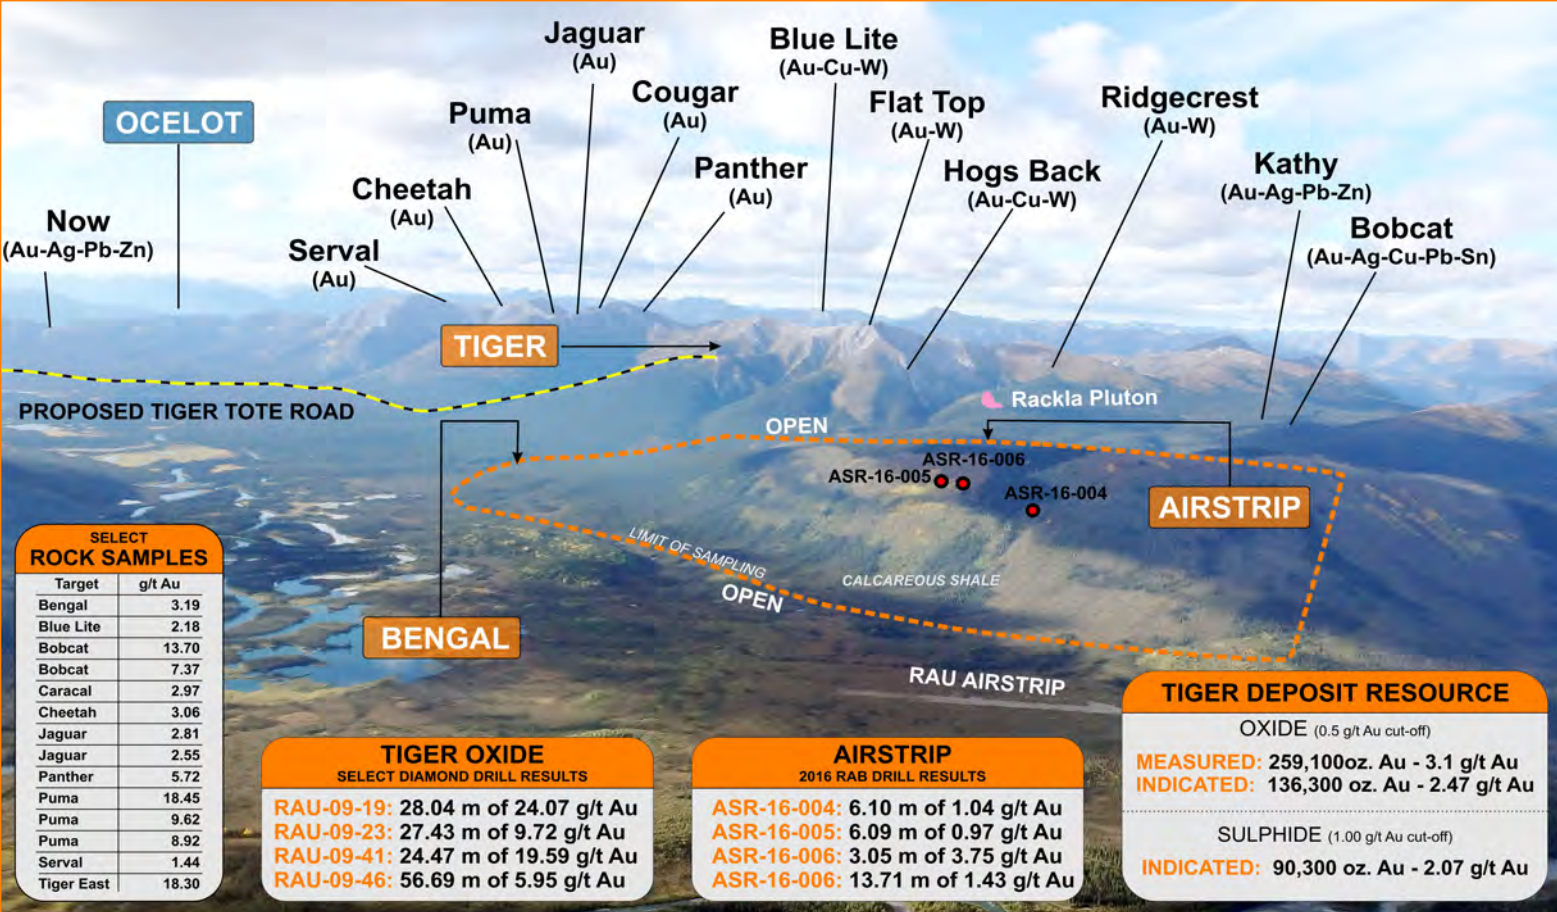 Jaguar
(Au)
Blue Lite
(Au-Cu-W)
Cougar
(Au)
Flat Top
(Au-W)
Ridgecrest
(Au-W)
OCELOT
Puma
(Au)
Panther
(Au)
Hogs Back
(Au-Cu-W)
Kathy
(Au-Ag-Pb-Zn)
Cheetah
(Au)
Now
(Au-Ag-Pb-Zn)
Serval
(Au)
Bobcat
(Au-Ag-Cu-Pb-Sn)
TIGER
PROPOSED TIGER TOTE ROAD
Rackla Pluton
OPEN
ASR-16-006
ASR-16-005
ASR-16-004
AIRSTRIP
LIMIT OF SAMPLING
CALCAREOUS SHALE
OPEN
BENGAL
RAU AIRSTRIP
SELECT
ROCK SAMPLES
Target g/t Au
Bengal 3.19
Blue Lite 2.18
Bobcat 13.70
Bobcat 7.37
Caracal 2.97
Cheetah 3.06
Jaguar 2.81
Jaguar 2.55
Panther 5.72
Puma 18.45
Puma 9.62
Puma 8.92
Serval 1.44
Tiger East 18.30
TIGER OXIDE
SELECT DIAMOND DRILL RESULTS
RAU-09-19: 28.04 m of 24.07 g/t Au
RAU-09-23: 27.43 m of 9.72 g/t Au
RAU-09-41: 24.47 m of 19.59 g/t Au
RAU-09-46: 56.69 m of 5.95 g/t Au
AIRSTRIP
2016 RAB DRILL RESULTS
ASR-16-004: 6.10 m of 1.04 g/t Au
ASR-16-005: 6.09 m of 0.97 g/t Au
ASR-16-006: 3.05 m of 3.75 g/t Au
ASR-16-006: 13.71 m of 1.43 g/t Au
TIGER DEPOSIT RESOURCE
OXIDE (0.5 g/t Au cut-off)
MEASURED: 259,100oz. Au - 3.1 g/t Au
INDICATED: 136,300 oz. Au - 2.47 g/t Au
SULPHIDE (1.00 g/t Au cut-off)
INDICATED: 90,300 oz. Au - 2.07 g/t Au